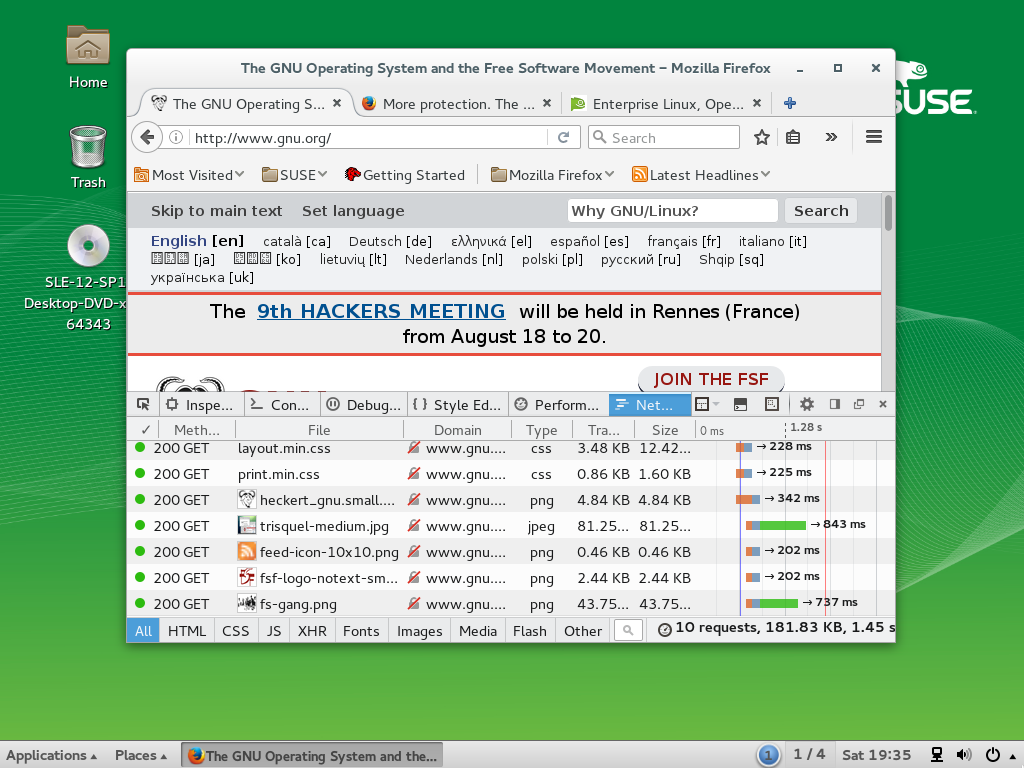 Home
Trash
SLE-12-SP1
Desktop-DVD-x
64343
SUSE
The GNU Operating System and the Free Software Movement – Mozilla Firefox
The GNU Operating S...
More protection. The ...
Enterprise Linux, Ope...
http://www.gnu.org/
Search
Most Visited
SUSE
Getting Started
Mozilla Firefox
Latest Headlines
Skip to main text Set language
Why GNU/Linux?
Search
English [en] català [ca] Deutsch [de] ελληνικά [el] español [es] français [fr] italiano [it]
[ja] [ko] lietuvių [lt] Nederlands [nl] polski [pl] русский [ru] Shqip [sq]
українська [uk]
The 9th HACKERS MEETING will be held in Rennes (France)
from August 18 to 20.
JOIN THE FSF
Inspe... Con... Debug... { } Style Ed... Perform... Net...
✓ Meth... File Domain Type Tra... Size 0 ms 1.28 s
200 GET layout.min.css www.gnu.... css 3.48 KB 12.42... → 228 ms
200 GET print.min.css www.gnu.... css 0.86 KB 1.60 KB → 225 ms
200 GET heckert_gnu.small.... www.gnu.... png 4.84 KB 4.84 KB → 342 ms
200 GET trisquel-medium.jpg www.gnu.... jpeg 81.25... 81.25... → 843 ms
200 GET feed-icon-10x10.png www.gnu.... png 0.46 KB 0.46 KB → 202 ms
200 GET fsf-logo-notext-sm... www.gnu.... png 2.44 KB 2.44 KB → 202 ms
200 GET fs-gang.png www.gnu.... png 43.75... 43.75... → 737 ms
All HTML CSS JS XHR Fonts Images Media Flash Other 10 requests, 181.83 KB, 1.45 s
Applications Places The GNU Operating System and the... 1 1 / 4 Sat 19:35